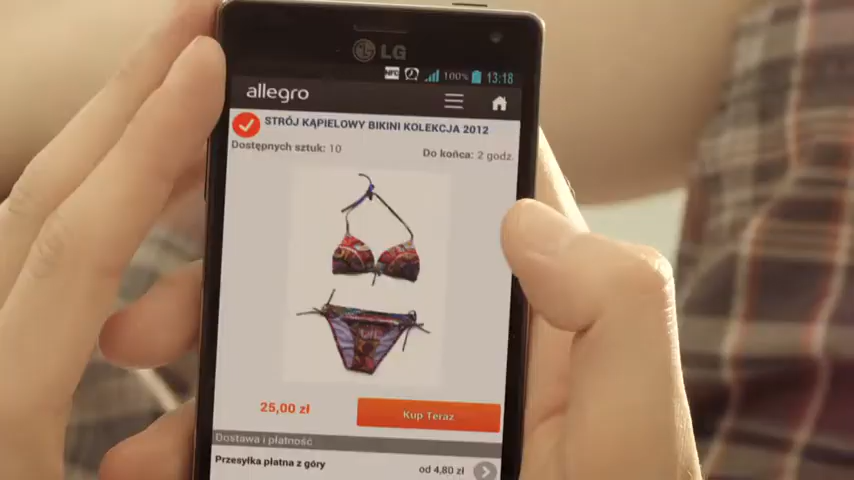 LG
NFC 100% 13:18
allegro
STRÓJ KĄPIELOWY BIKINI KOLEKCJA 2012
Dostępnych sztuk: 10 Do końca: 2 godz.
25,00 zł Kup Teraz
Dostawa i płatność
Przesyłka płatna z góry od 4,80 zł